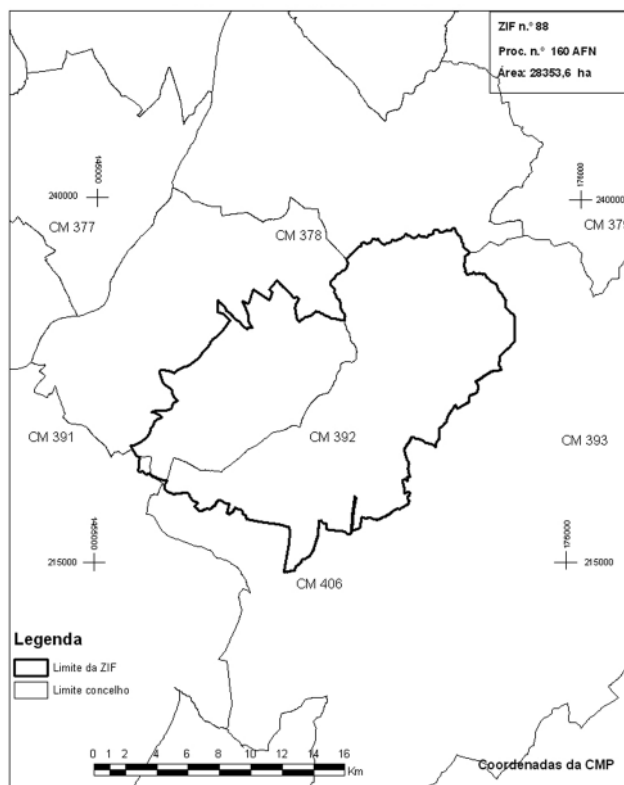 ZIF n.º 88
Proc. n.º 160 AFN
Área: 28353,6 ha
145000
240000
176000
240000
CM 377
CM 378
CM 379
CM 391
CM 392
CM 393
145000
215000
176000
215000
CM 406
Legenda
Limite da ZIF
Limite concelho
0 1 2 4 6 8 10 12 14 16
Km
Coordenadas da CMP